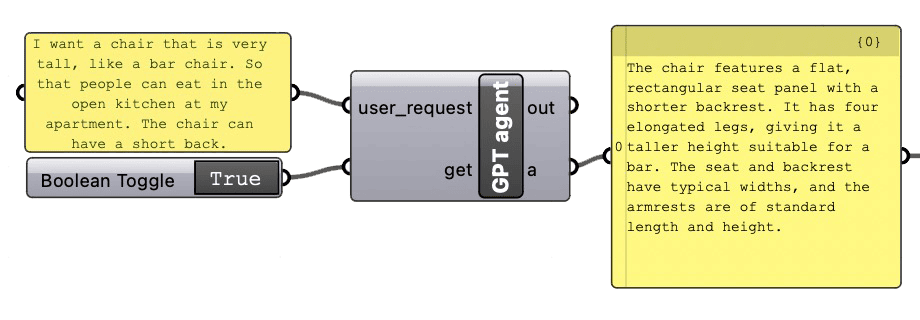 I want a chair that is very
tall, like a bar chair. So
that people can eat in the
open kitchen at my
apartment. The chair can
have a short back.
Boolean Toggle True
user_request
get
GPT agent
out
a
{0}
0
The chair features a flat,
rectangular seat panel with a
shorter backrest. It has four
elongated legs, giving it a
taller height suitable for a
bar. The seat and backrest
have typical widths, and the
armrests are of standard
length and height.